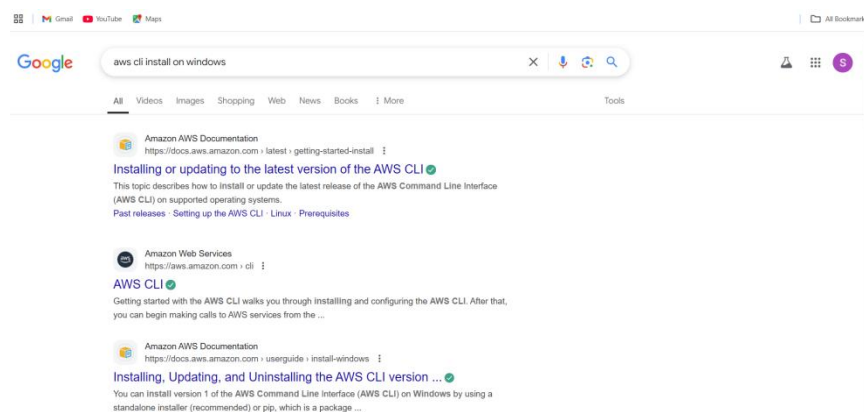 Gmail YouTube Maps All Bookmark
Google aws cli install on windows S
All Videos Images Shopping Web News Books More Tools
Amazon AWS Documentation
https://docs.aws.amazon.com › latest › getting-started-install
Installing or updating to the latest version of the AWS CLI
This topic describes how to install or update the latest release of the AWS Command Line Interface
(AWS CLI) on supported operating systems.
Past releases · Setting up the AWS CLI · Linux · Prerequisites
Amazon Web Services
https://aws.amazon.com › cli
AWS CLI
Getting started with the AWS CLI walks you through installing and configuring the AWS CLI. After that,
you can begin making calls to AWS services from the ...
Amazon AWS Documentation
https://docs.aws.amazon.com › userguide › install-windows
Installing, Updating, and Uninstalling the AWS CLI version ...
You can install version 1 of the AWS Command Line Interface (AWS CLI) on Windows by using a
standalone installer (recommended) or pip, which is a package ...